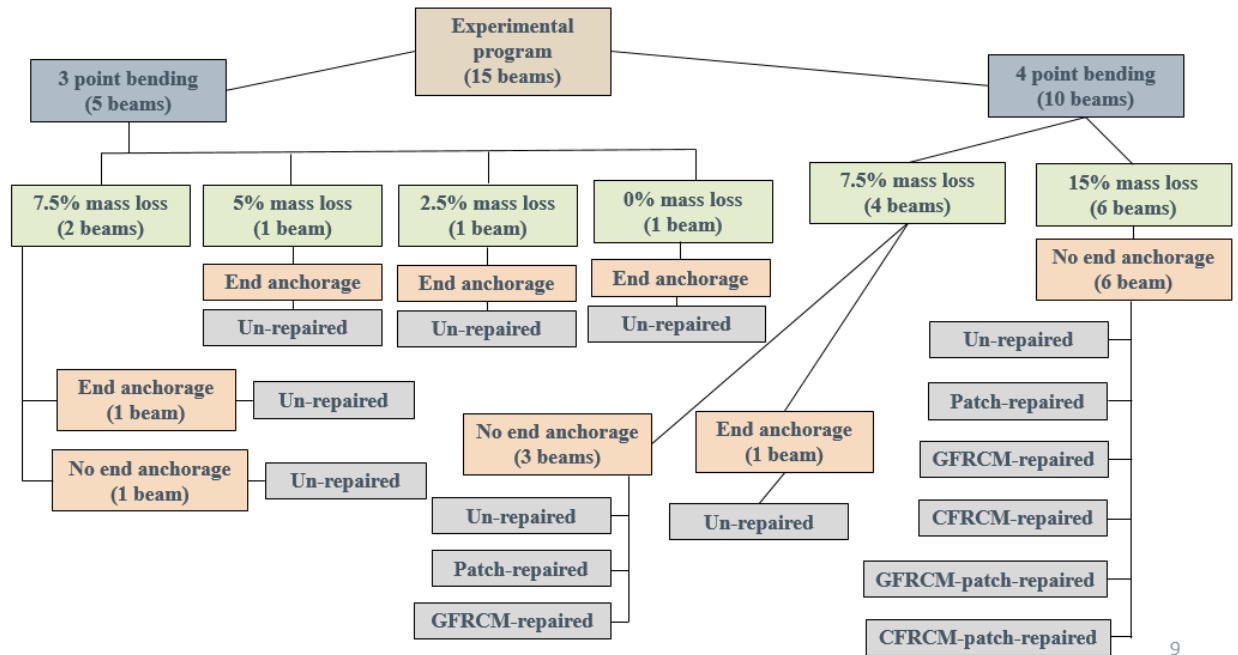 Experimental
program
(15 beams)
3 point bending
(5 beams)
4 point bending
(10 beams)
7.5% mass loss
(2 beams)
5% mass loss
(1 beam)
2.5% mass loss
(1 beam)
0% mass loss
(1 beam)
7.5% mass loss
(4 beams)
15% mass loss
(6 beams)
End anchorage
Un-repaired
End anchorage
Un-repaired
End anchorage
Un-repaired
No end anchorage
(6 beam)
End anchorage
(1 beam)
Un-repaired
No end anchorage
(1 beam)
Un-repaired
No end anchorage
(3 beams)
Un-repaired
Patch-repaired
GFRCM-repaired
End anchorage
(1 beam)
Un-repaired
Un-repaired
Patch-repaired
GFRCM-repaired
CFRCM-repaired
GFRCM-patch-repaired
CFRCM-patch-repaired
9